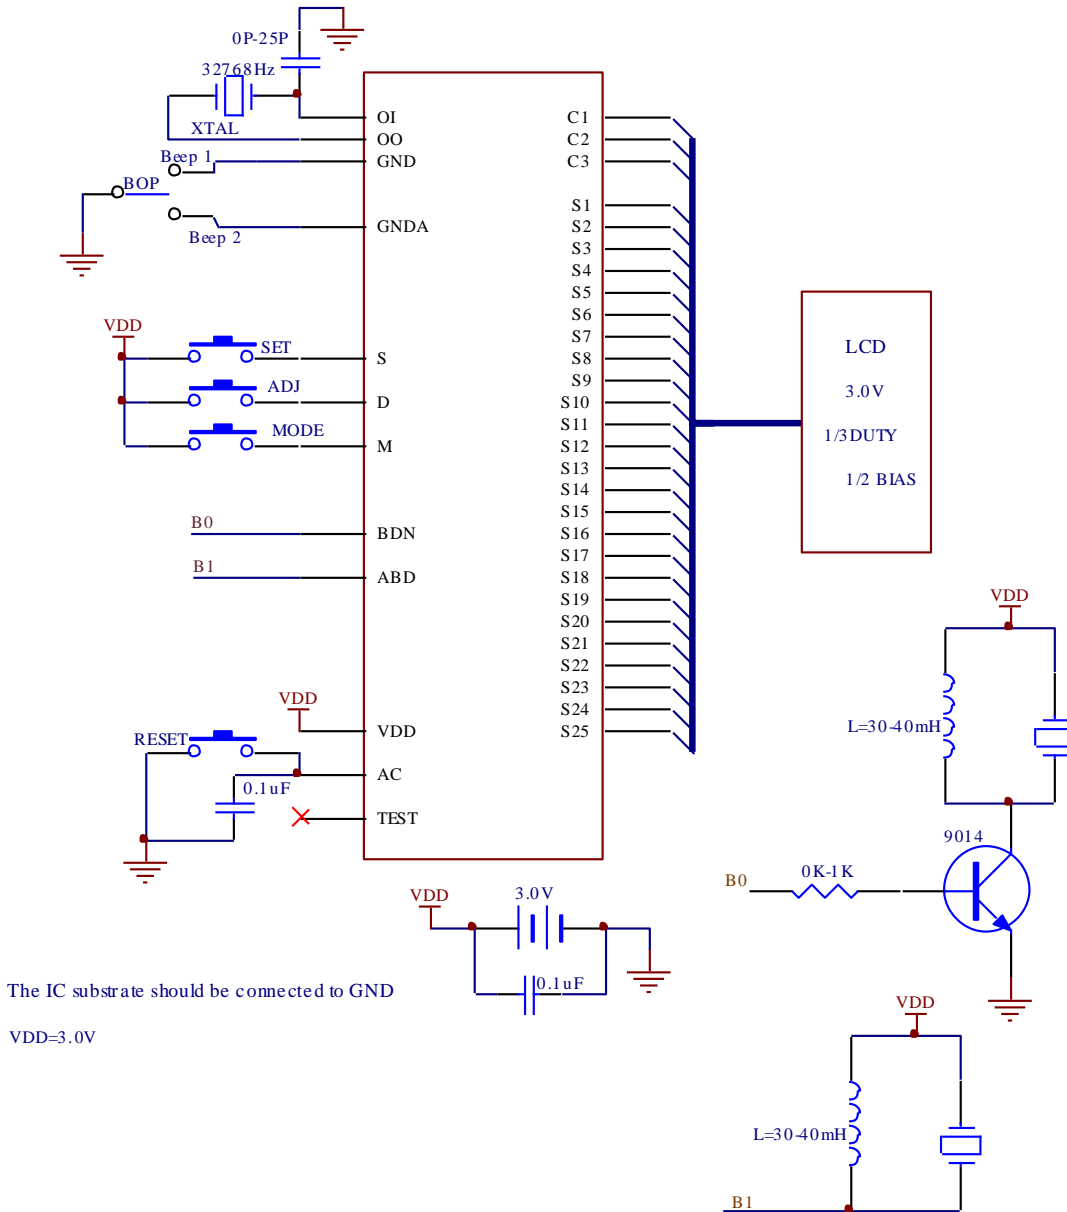 0P-25P
32768Hz
XTAL
Beep 1
BOP
Beep 2
VDD
SET
ADJ
MODE
B0
B1
VDD
RESET
0.1uF
OI
OO
GND
GNDA
S
D
M
BDN
ABD
VDD
AC
TEST
C1
C2
C3
S1
S2
S3
S4
S5
S6
S7
S8
S9
S10
S11
S12
S13
S14
S15
S16
S17
S18
S19
S20
S21
S22
S23
S24
S25
LCD
3.0V
1/3DUTY
1/2 BIAS
VDD
L=30-40mH
9014
B0
0K-1K
VDD
3.0V
0.1uF
The IC substrate should be connected to GND
VDD=3.0V
VDD
L=30-40mH
B1